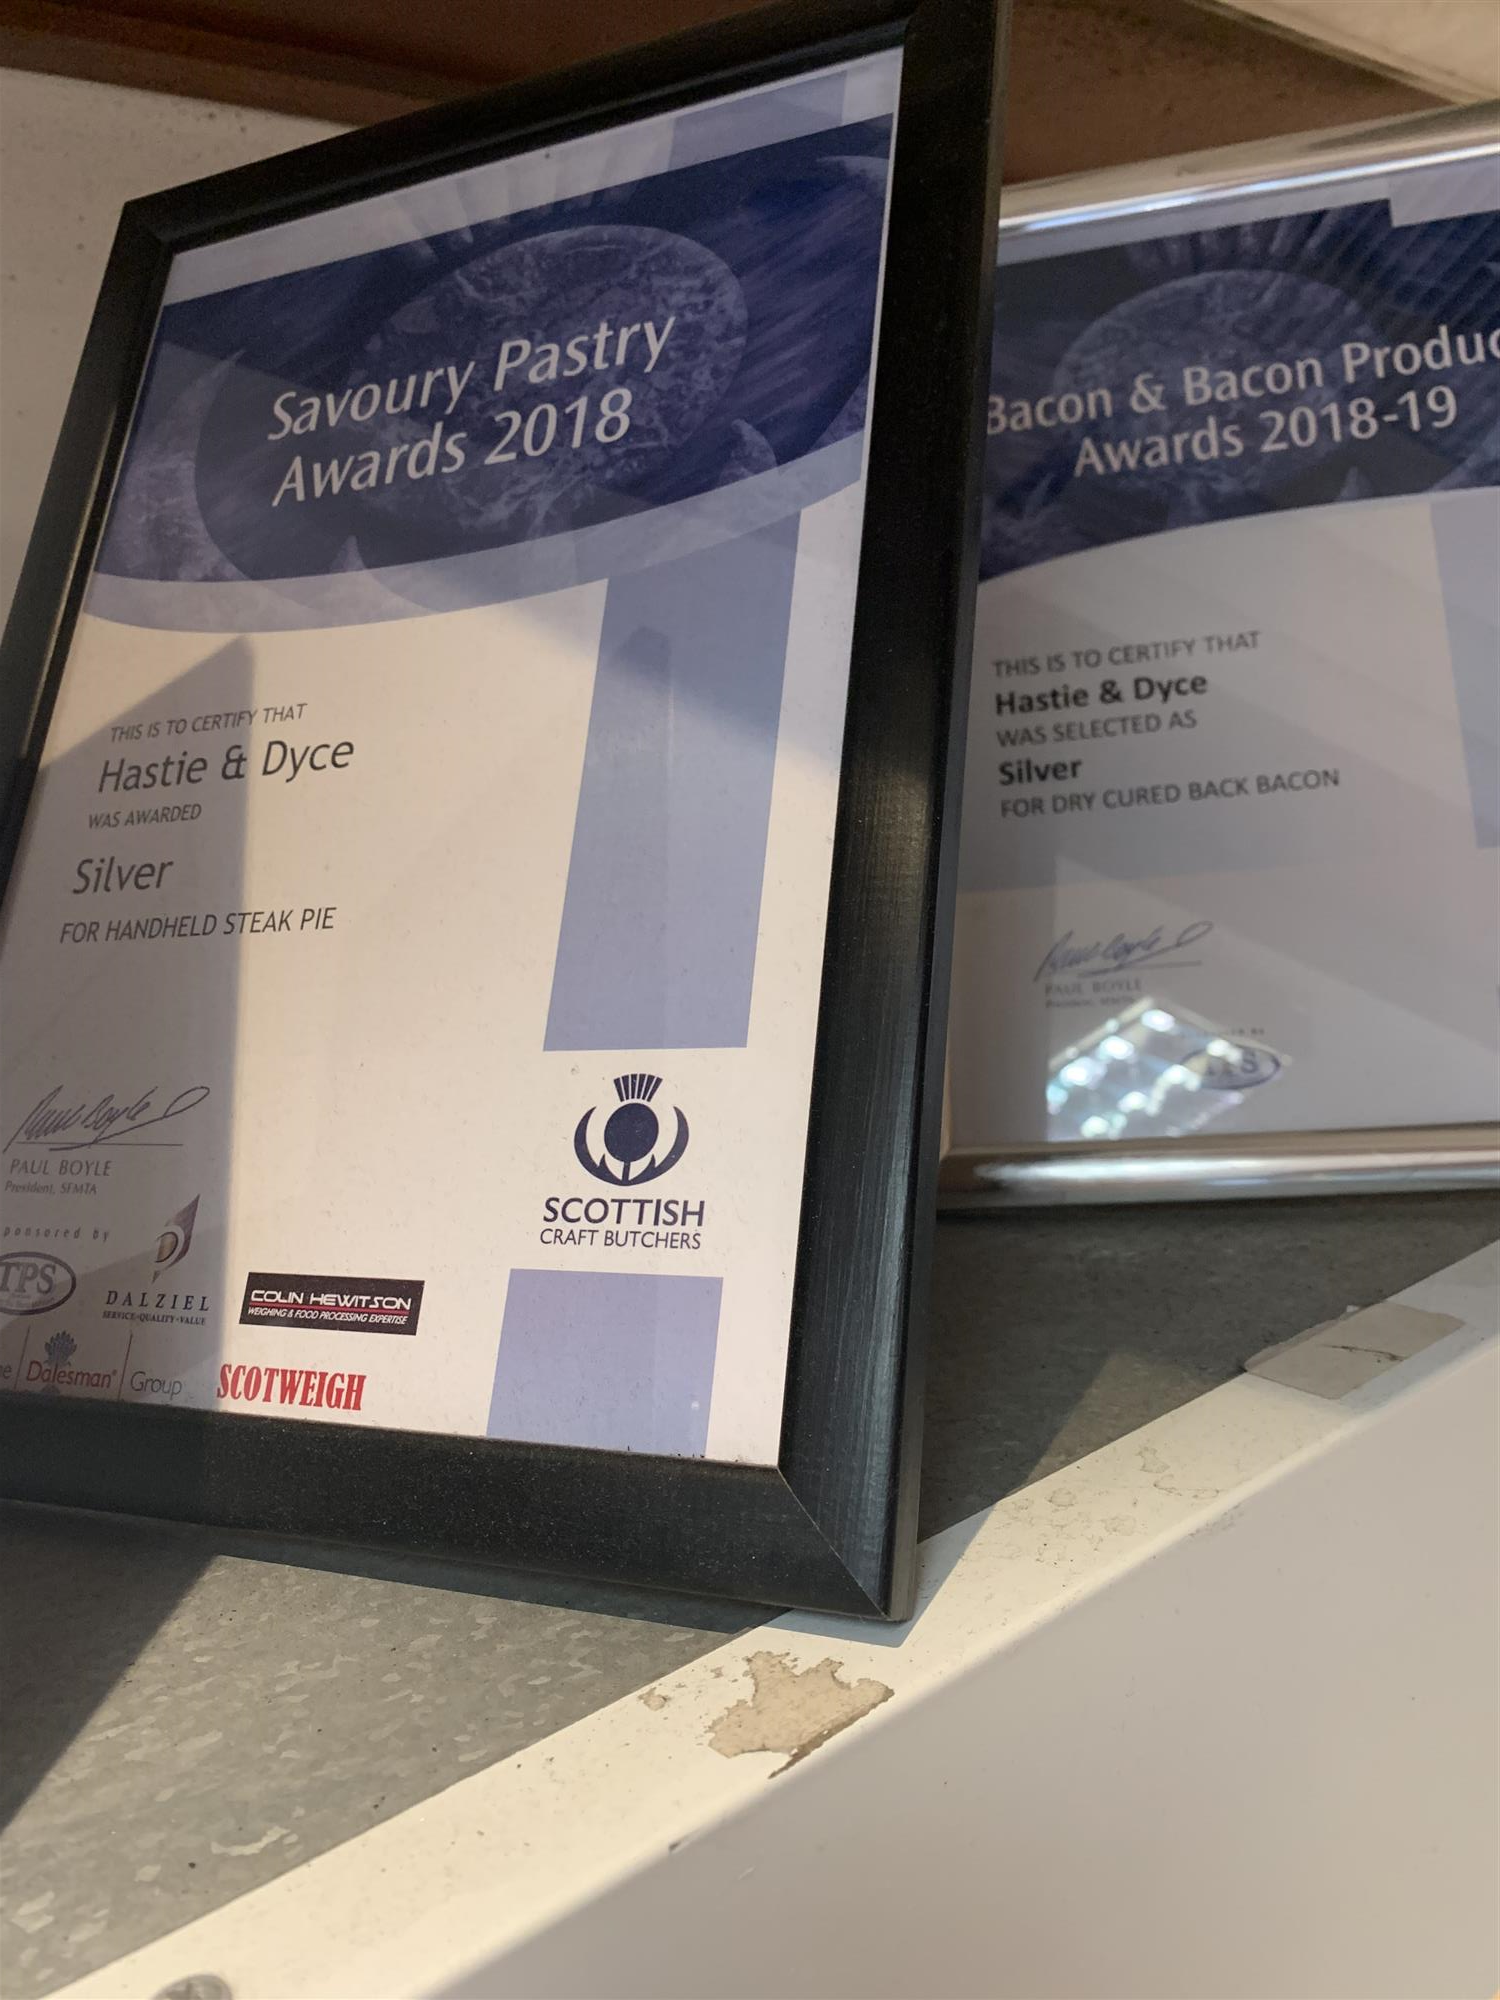 Savoury Pastry
Awards 2018
THIS IS TO CERTIFY THAT
Hastie & Dyce
WAS AWARDED
Silver
FOR HANDHELD STEAK PIE
PAUL BOYLE
President, SFMTA
ponsored by
TPS
DALZIEL
SERVICE•QUALITY•VALUE
COLIN HEWITSON
WEIGHING & FOOD PROCESSING EXPERTISE
Dalesman Group
SCOTWEIGH
SCOTTISH
CRAFT BUTCHERS
Bacon & Bacon Produc
Awards 2018-19
THIS IS TO CERTIFY THAT
Hastie & Dyce
WAS SELECTED AS
Silver
FOR DRY CURED BACK BACON
PAUL BOYLE